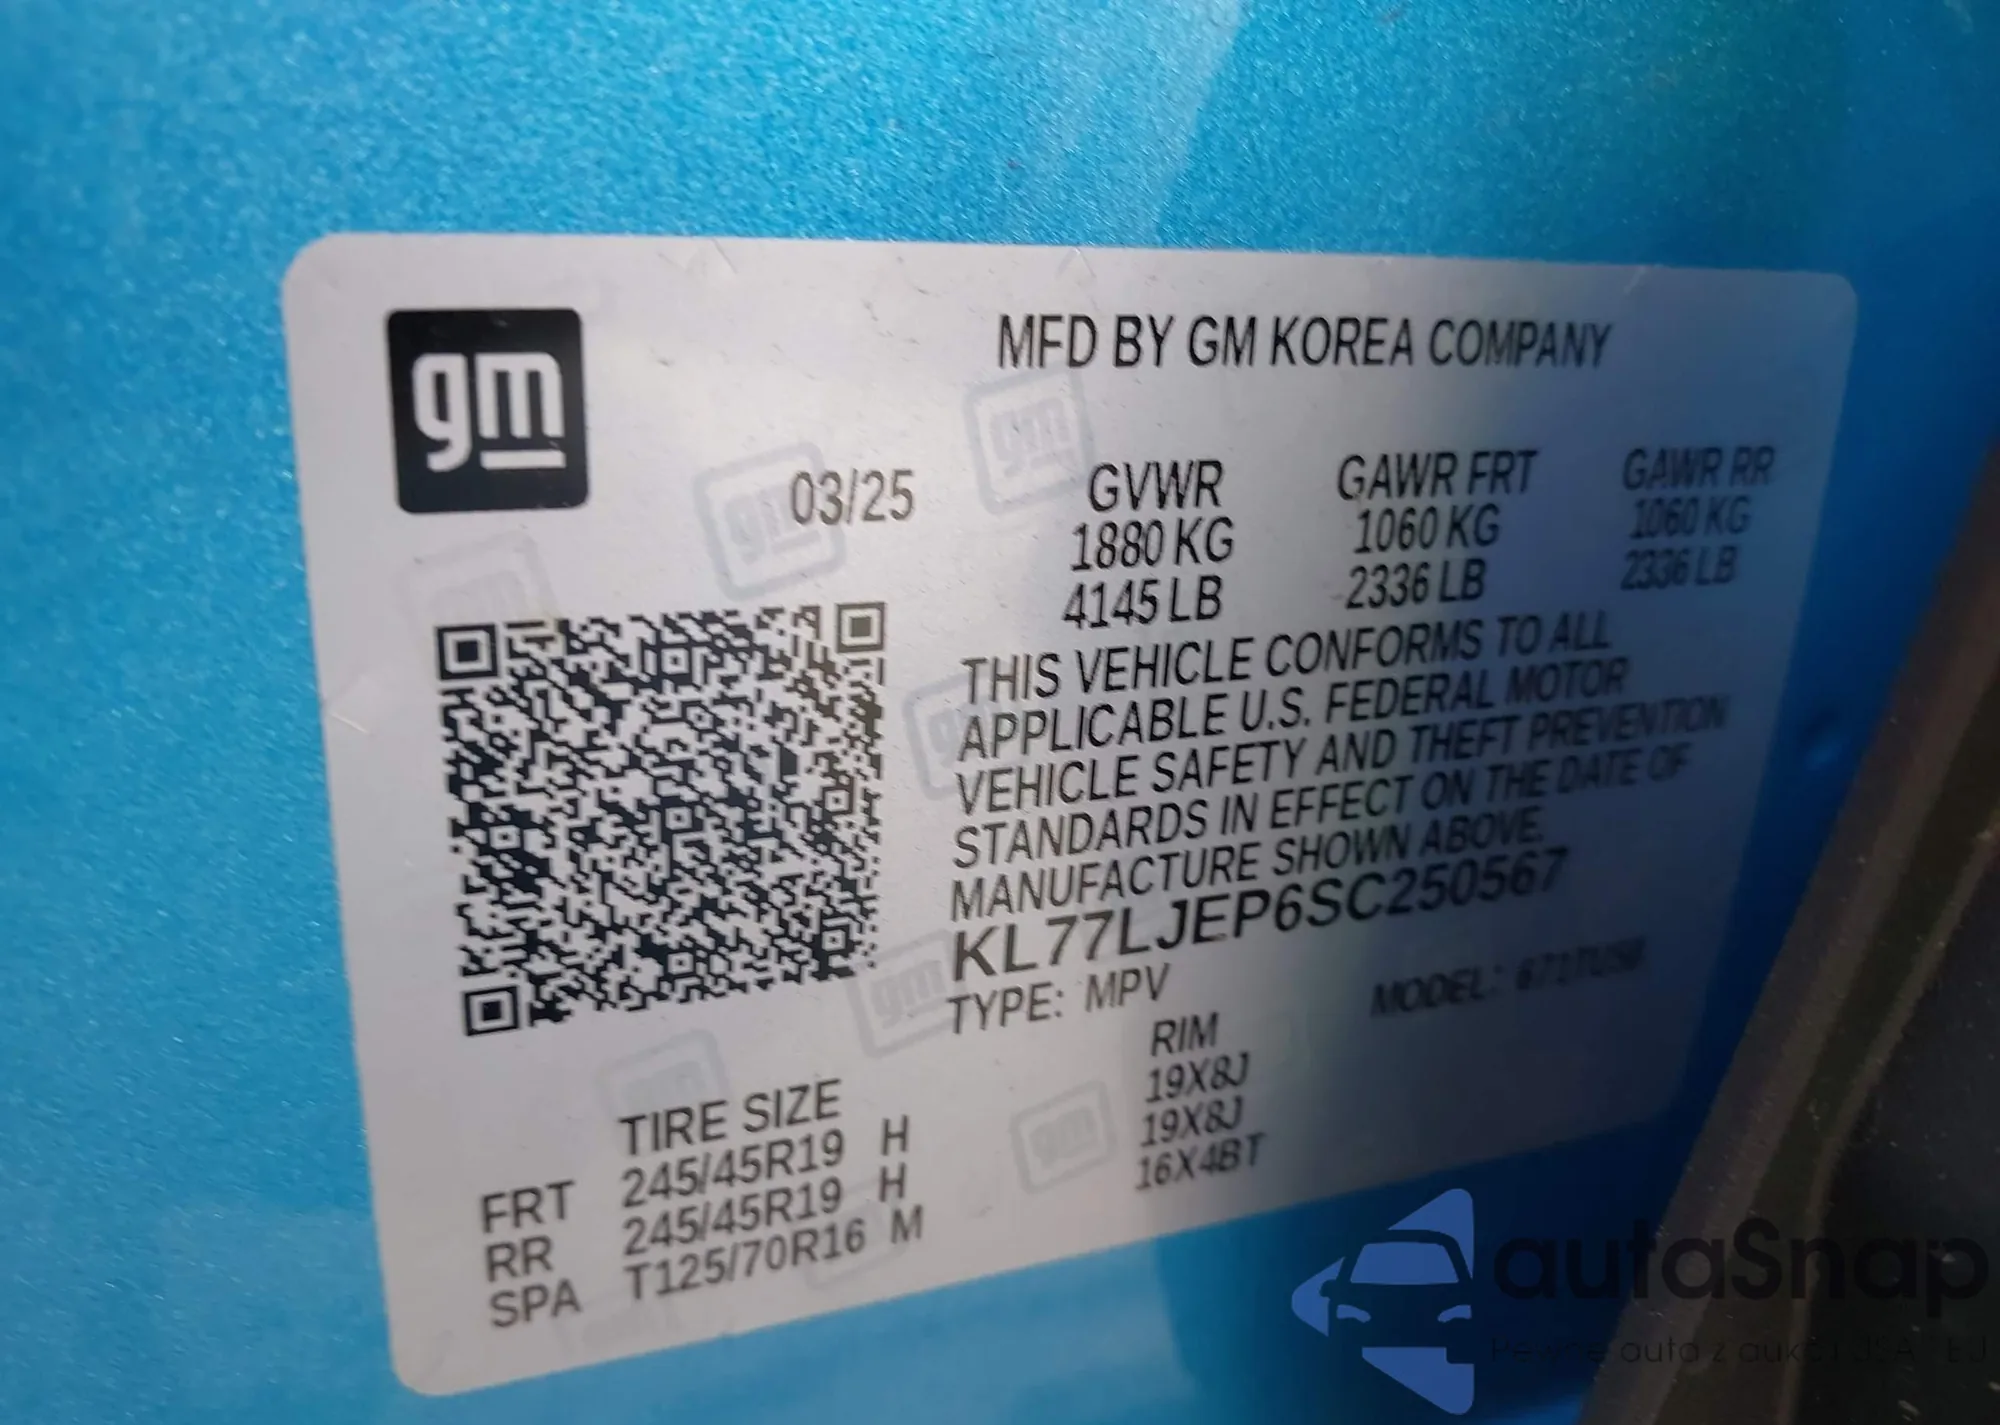 gm
MFD BY GM KOREA COMPANY
03/25
GVWR GAWR FRT GAWR RR
1880 KG 1060 KG 1060 KG
4145 LB 2336 LB 2336 LB
THIS VEHICLE CONFORMS TO ALL
APPLICABLE U.S. FEDERAL MOTOR
VEHICLE SAFETY AND THEFT PREVENTION
STANDARDS IN EFFECT ON THE DATE OF
MANUFACTURE SHOWN ABOVE.
KL77LJEP6SC250567
TYPE: MPV MODEL:
TIRE SIZE RIM
FRT 245/45R19 H 19X8J
RR 245/45R19 H 19X8J
SPA T125/70R16 M 16X4BT
autaSnap
auta z